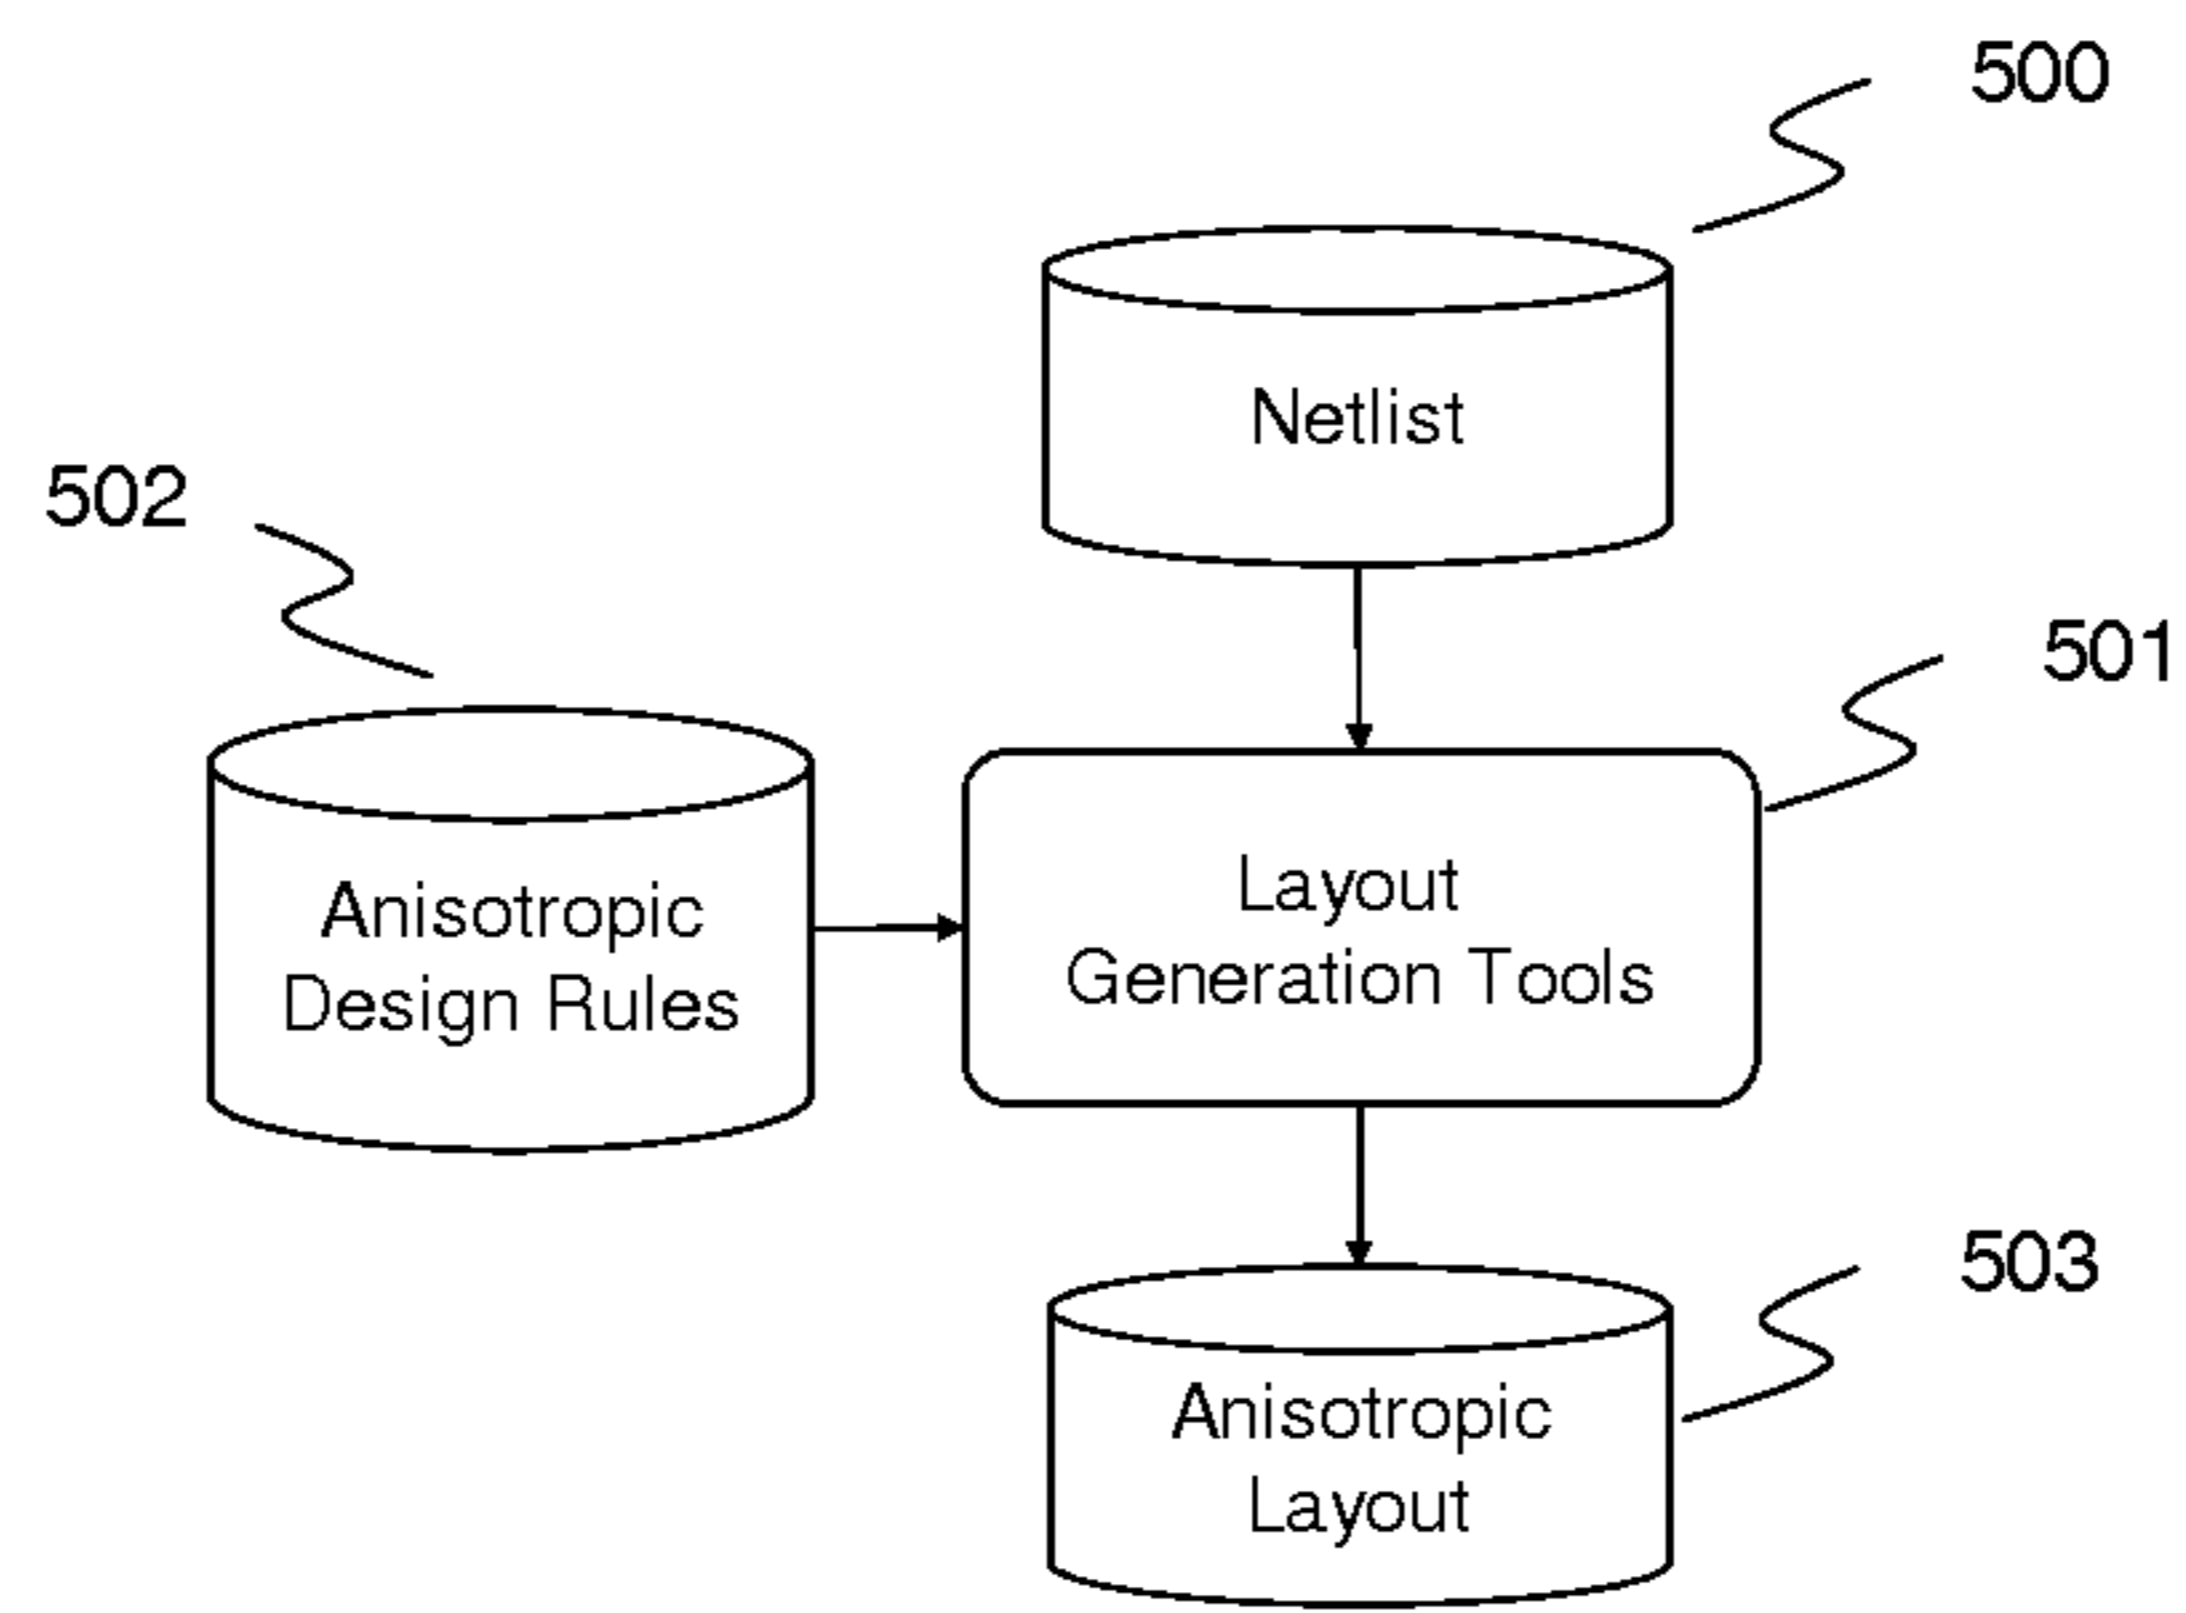 500
Netlist
502
501
Anisotropic
Design Rules
Layout
Generation Tools
503
Anisotropic
Layout